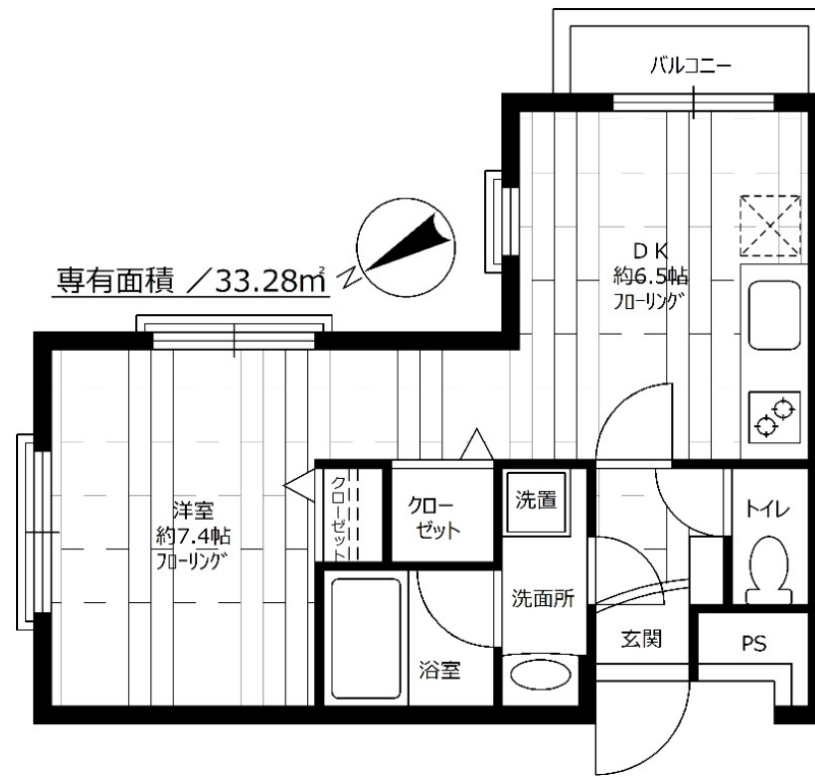 バルコニー
DK
約6.5帖
フローリング
専有面積 /33.28㎡
N
洋室
約7.4帖
フローリング
クローゼット
クロー
ゼット
洗置
洗面所
浴室
玄関
トイレ
PS